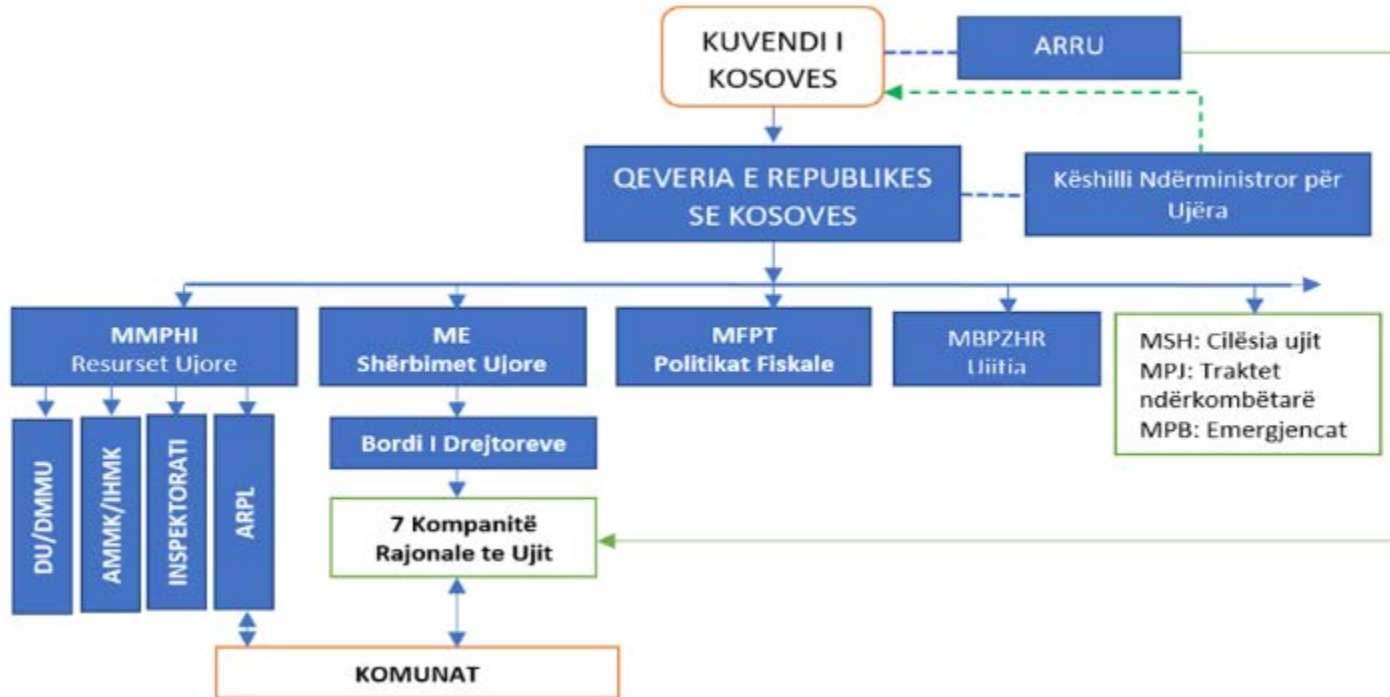 KUVENDI I
KOSOVES
ARRU
QEVERIA E REPUBLIKES
SE KOSOVES
Këshilli Ndërministror për
Ujëra
MMPHI
Resurset Ujore
ME
Shërbimet Ujore
MFPT
Politikat Fiskale
MBPZHR
Ujitja
MSH: Cilësia ujit
MPJ: Traktet
ndërkombëtarë
MPB: Emergjencat
DU/DMMU
AMMK/IHMK
INSPEKTORATI
ARPL
Bordi I Drejtoreve
7 Kompanitë
Rajonale te Ujit
KOMUNAT